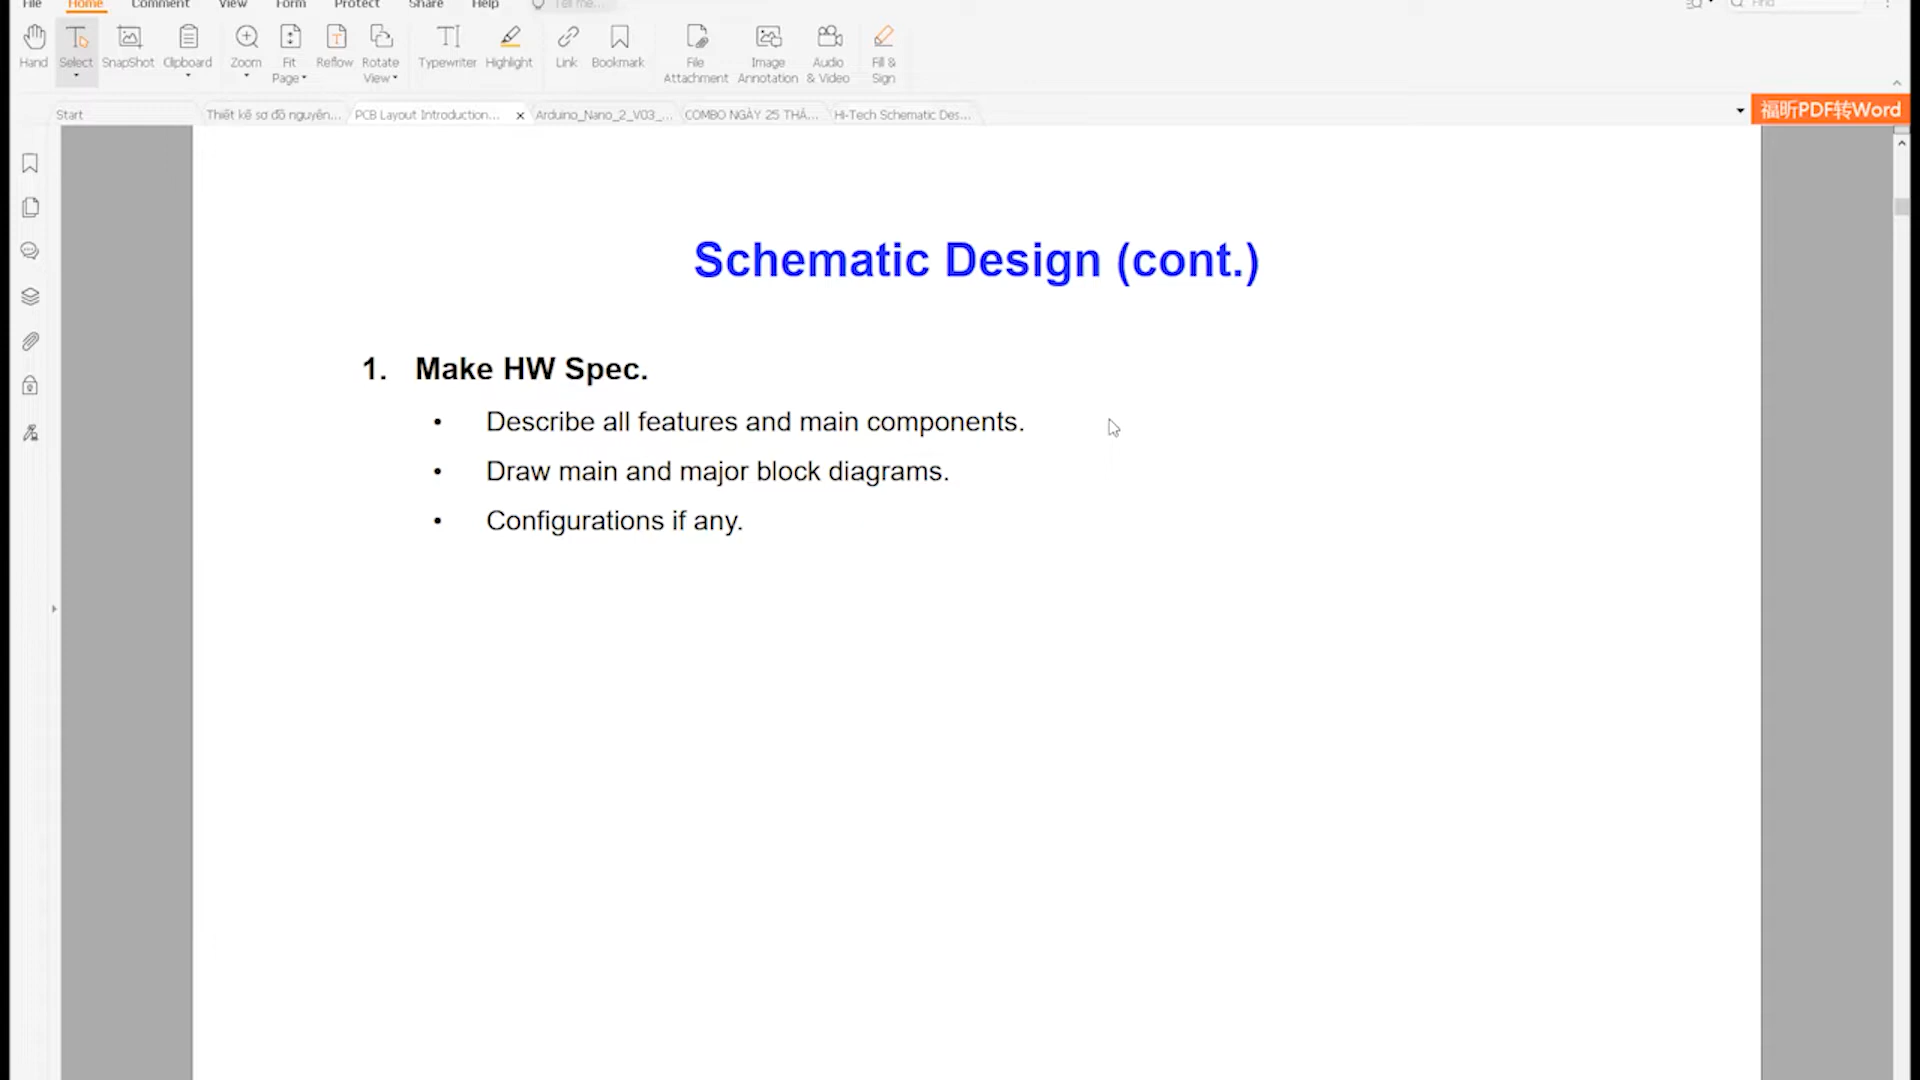 File Home Comment View Form Protect Share Help Tell me... Find
Hand Select SnapShot Clipboard Zoom Fit Page Reflow Rotate View Typewriter Highlight Link Bookmark File Attachment Image Annotation Audio & Video Fill & Sign
Start Thiết kế sơ đồ nguyên... PCB Layout Introduction... Arduino_Nano_2_V03_... COMBO NGÀY 25 THÁ... Hi-Tech Schematic Des... 福昕PDF转Word
Schematic Design (cont.)
1. Make HW Spec.
• Describe all features and main components.
• Draw main and major block diagrams.
• Configurations if any.